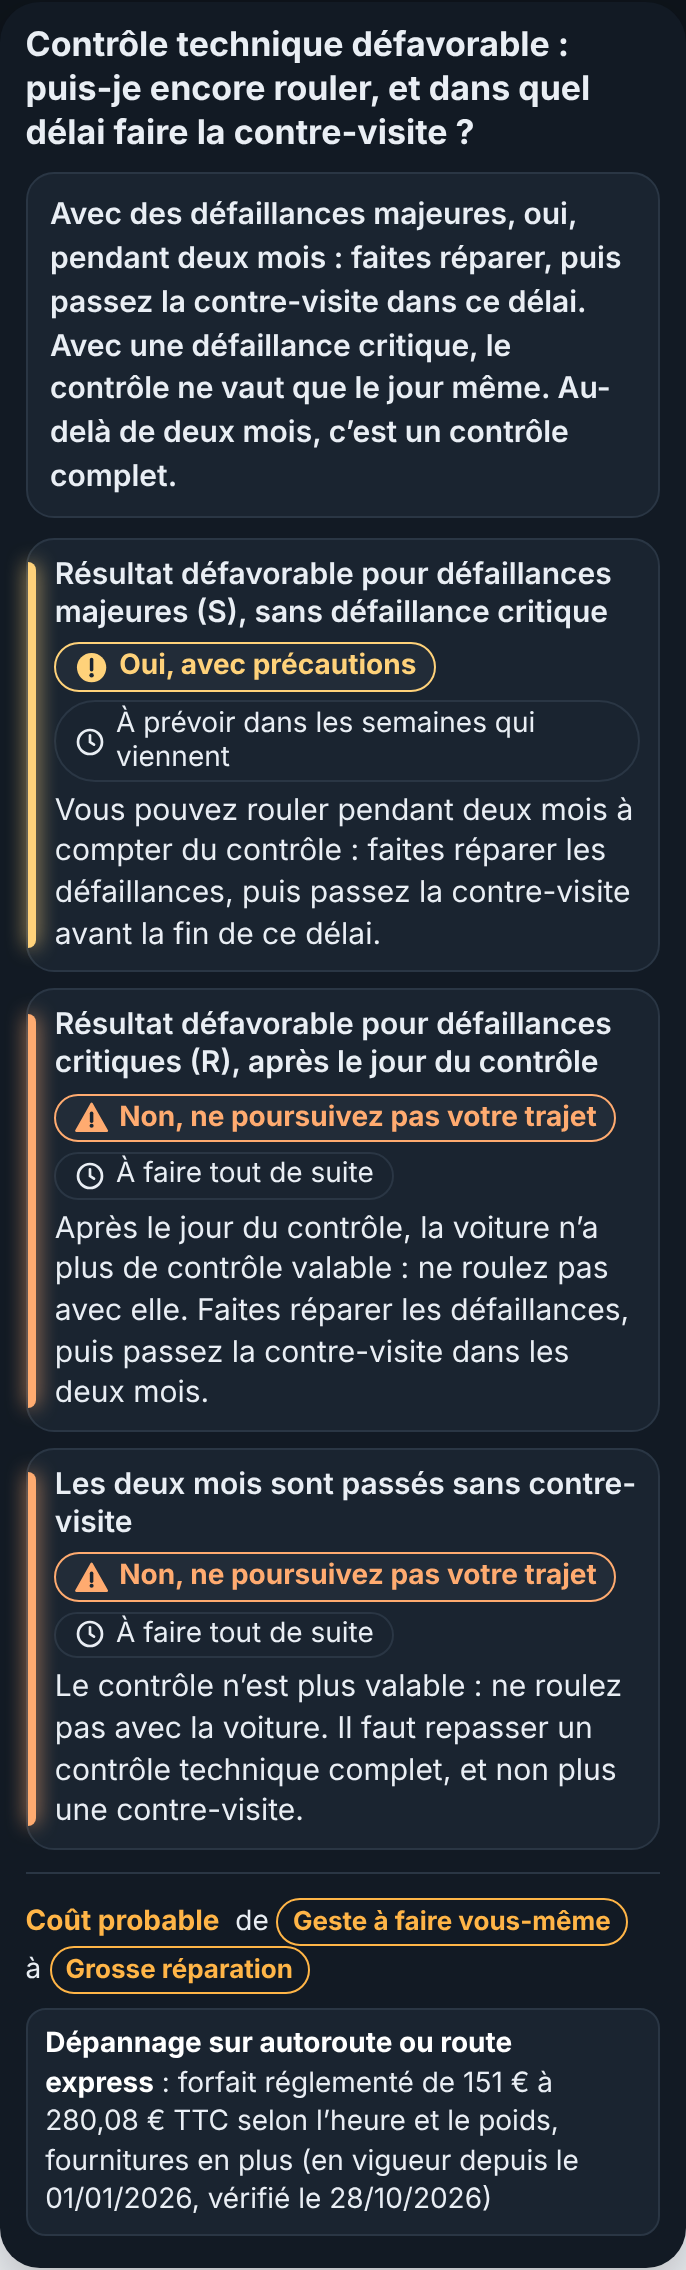 Contrôle technique défavorable :
puis-je encore rouler, et dans quel
délai faire la contre-visite ?
Avec des défaillances majeures, oui,
pendant deux mois : faites réparer, puis
passez la contre-visite dans ce délai.
Avec une défaillance critique, le
contrôle ne vaut que le jour même. Au-
delà de deux mois, c’est un contrôle
complet.
Résultat défavorable pour défaillances
majeures (S), sans défaillance critique
Oui, avec précautions
À prévoir dans les semaines qui
viennent
Vous pouvez rouler pendant deux mois à
compter du contrôle : faites réparer les
défaillances, puis passez la contre-visite
avant la fin de ce délai.
Résultat défavorable pour défaillances
critiques (R), après le jour du contrôle
Non, ne poursuivez pas votre trajet
À faire tout de suite
Après le jour du contrôle, la voiture n’a
plus de contrôle valable : ne roulez pas
avec elle. Faites réparer les défaillances,
puis passez la contre-visite dans les
deux mois.
Les deux mois sont passés sans contre-
visite
Non, ne poursuivez pas votre trajet
À faire tout de suite
Le contrôle n’est plus valable : ne roulez
pas avec la voiture. Il faut repasser un
contrôle technique complet, et non plus
une contre-visite.
Coût probable de Geste à faire vous-même
à Grosse réparation
Dépannage sur autoroute ou route
express : forfait réglementé de 151 € à
280,08 € TTC selon l’heure et le poids,
fournitures en plus (en vigueur depuis le
01/01/2026, vérifié le 28/10/2026)